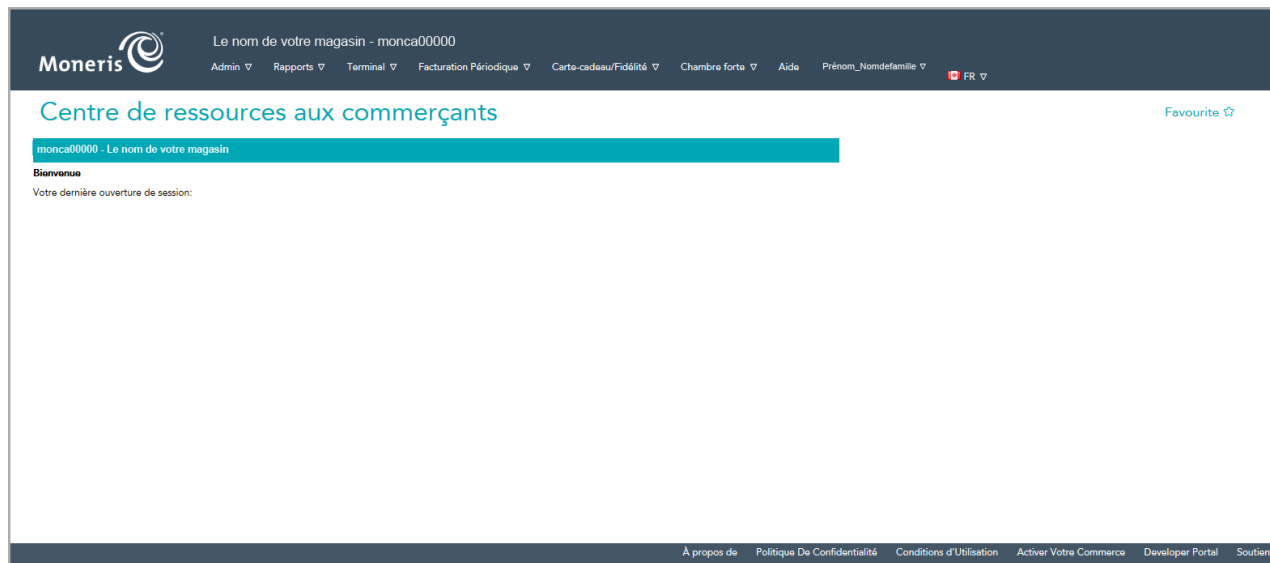 Moneris
Le nom de votre magasin - monca00000
Admin ▽ Rapports ▽ Terminal ▽ Facturation Périodique ▽ Carte-cadeau/Fidélité ▽ Chambre forte ▽ Aide Prénom_Nomdefamille ▽ FR ▽
Centre de ressources aux commerçants
Favourite ☆
monca00000 - Le nom de votre magasin
Bienvenue
Votre dernière ouverture de session:
À propos de Politique De Confidentialité Conditions d'Utilisation Activer Votre Commerce Developer Portal Soutien